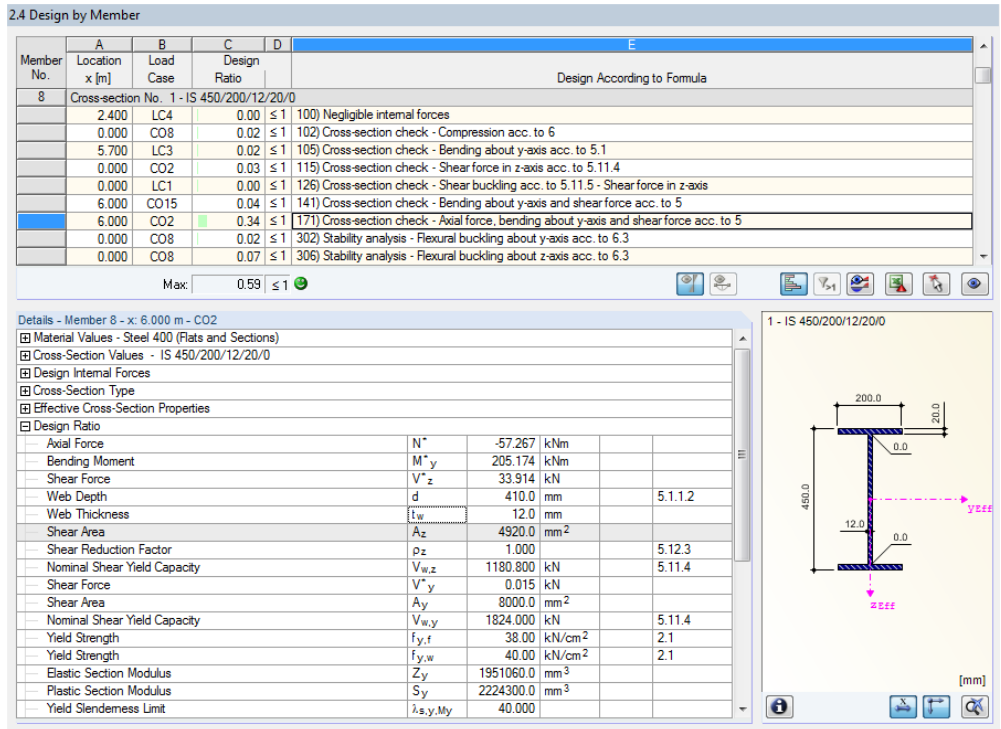 2.4 Design by Member
A B C D E
Member Location Load Design
No. x [m] Case Ratio Design According to Formula
8 Cross-section No. 1 - IS 450/200/12/20/0
2.400 LC4 0.00 ≤ 1 100) Negligible internal forces
0.000 CO8 0.02 ≤ 1 102) Cross-section check - Compression acc. to 6
5.700 LC3 0.02 ≤ 1 105) Cross-section check - Bending about y-axis acc. to 5.1
0.000 CO2 0.03 ≤ 1 115) Cross-section check - Shear force in z-axis acc. to 5.11.4
0.000 LC1 0.00 ≤ 1 126) Cross-section check - Shear buckling acc. to 5.11.5 - Shear force in z-axis
6.000 CO15 0.04 ≤ 1 141) Cross-section check - Bending about y-axis and shear force acc. to 5
6.000 CO2 0.34 ≤ 1 171) Cross-section check - Axial force, bending about y-axis and shear force acc. to 5
0.000 CO8 0.02 ≤ 1 302) Stability analysis - Flexural buckling about y-axis acc. to 6.3
0.000 CO8 0.07 ≤ 1 306) Stability analysis - Flexural buckling about z-axis acc. to 6.3
Max: 0.59 ≤ 1
Details - Member 8 - x: 6.000 m - CO2
Material Values - Steel 400 (Flats and Sections)
Cross-Section Values - IS 450/200/12/20/0
Design Internal Forces
Cross-Section Type
Effective Cross-Section Properties
Design Ratio
Axial Force N* -57.267 kNm
Bending Moment M*y 205.174 kNm
Shear Force V*z 33.914 kN
Web Depth d 410.0 mm 5.1.1.2
Web Thickness tw 12.0 mm
Shear Area Az 4920.0 mm2
Shear Reduction Factor ρz 1.000 5.12.3
Nominal Shear Yield Capacity Vw,z 1180.800 kN 5.11.4
Shear Force V*y 0.015 kN
Shear Area Ay 8000.0 mm2
Nominal Shear Yield Capacity Vw,y 1824.000 kN 5.11.4
Yield Strength fy,f 38.00 kN/cm2 2.1
Yield Strength fy,w 40.00 kN/cm2 2.1
Elastic Section Modulus Zy 1951060.0 mm3
Plastic Section Modulus Sy 2224300.0 mm3
Yield Slenderness Limit λs,y,My 40.000
1 - IS 450/200/12/20/0
200.0
20.0
0.0
450.0
yEff
12.0
0.0
zEff
[mm]